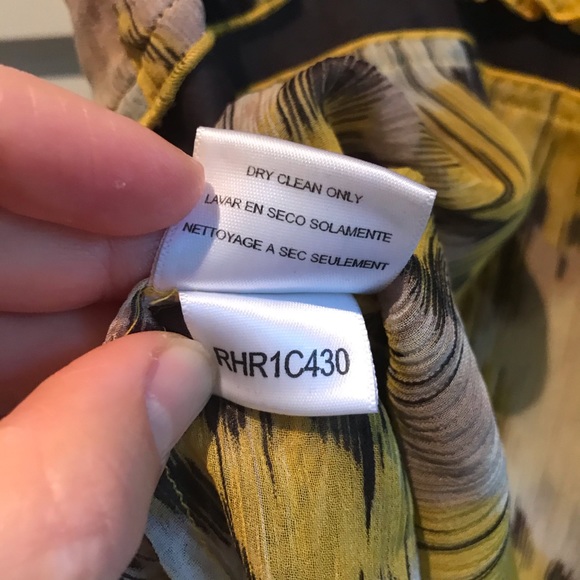 DRY CLEAN ONLY
LAVAR EN SECO SOLAMENTE
NETTOYAGE A SEC SEULEMENT
RHR1C430